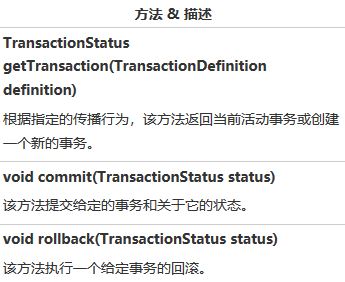 方法 & 描述
TransactionStatus
getTransaction(TransactionDefinition
definition)
根据指定的传播行为，该方法返回当前活动事务或创建
一个新的事务。
void commit(TransactionStatus status)
该方法提交给定的事务和关于它的状态。
void rollback(TransactionStatus status)
该方法执行一个给定事务的回滚。